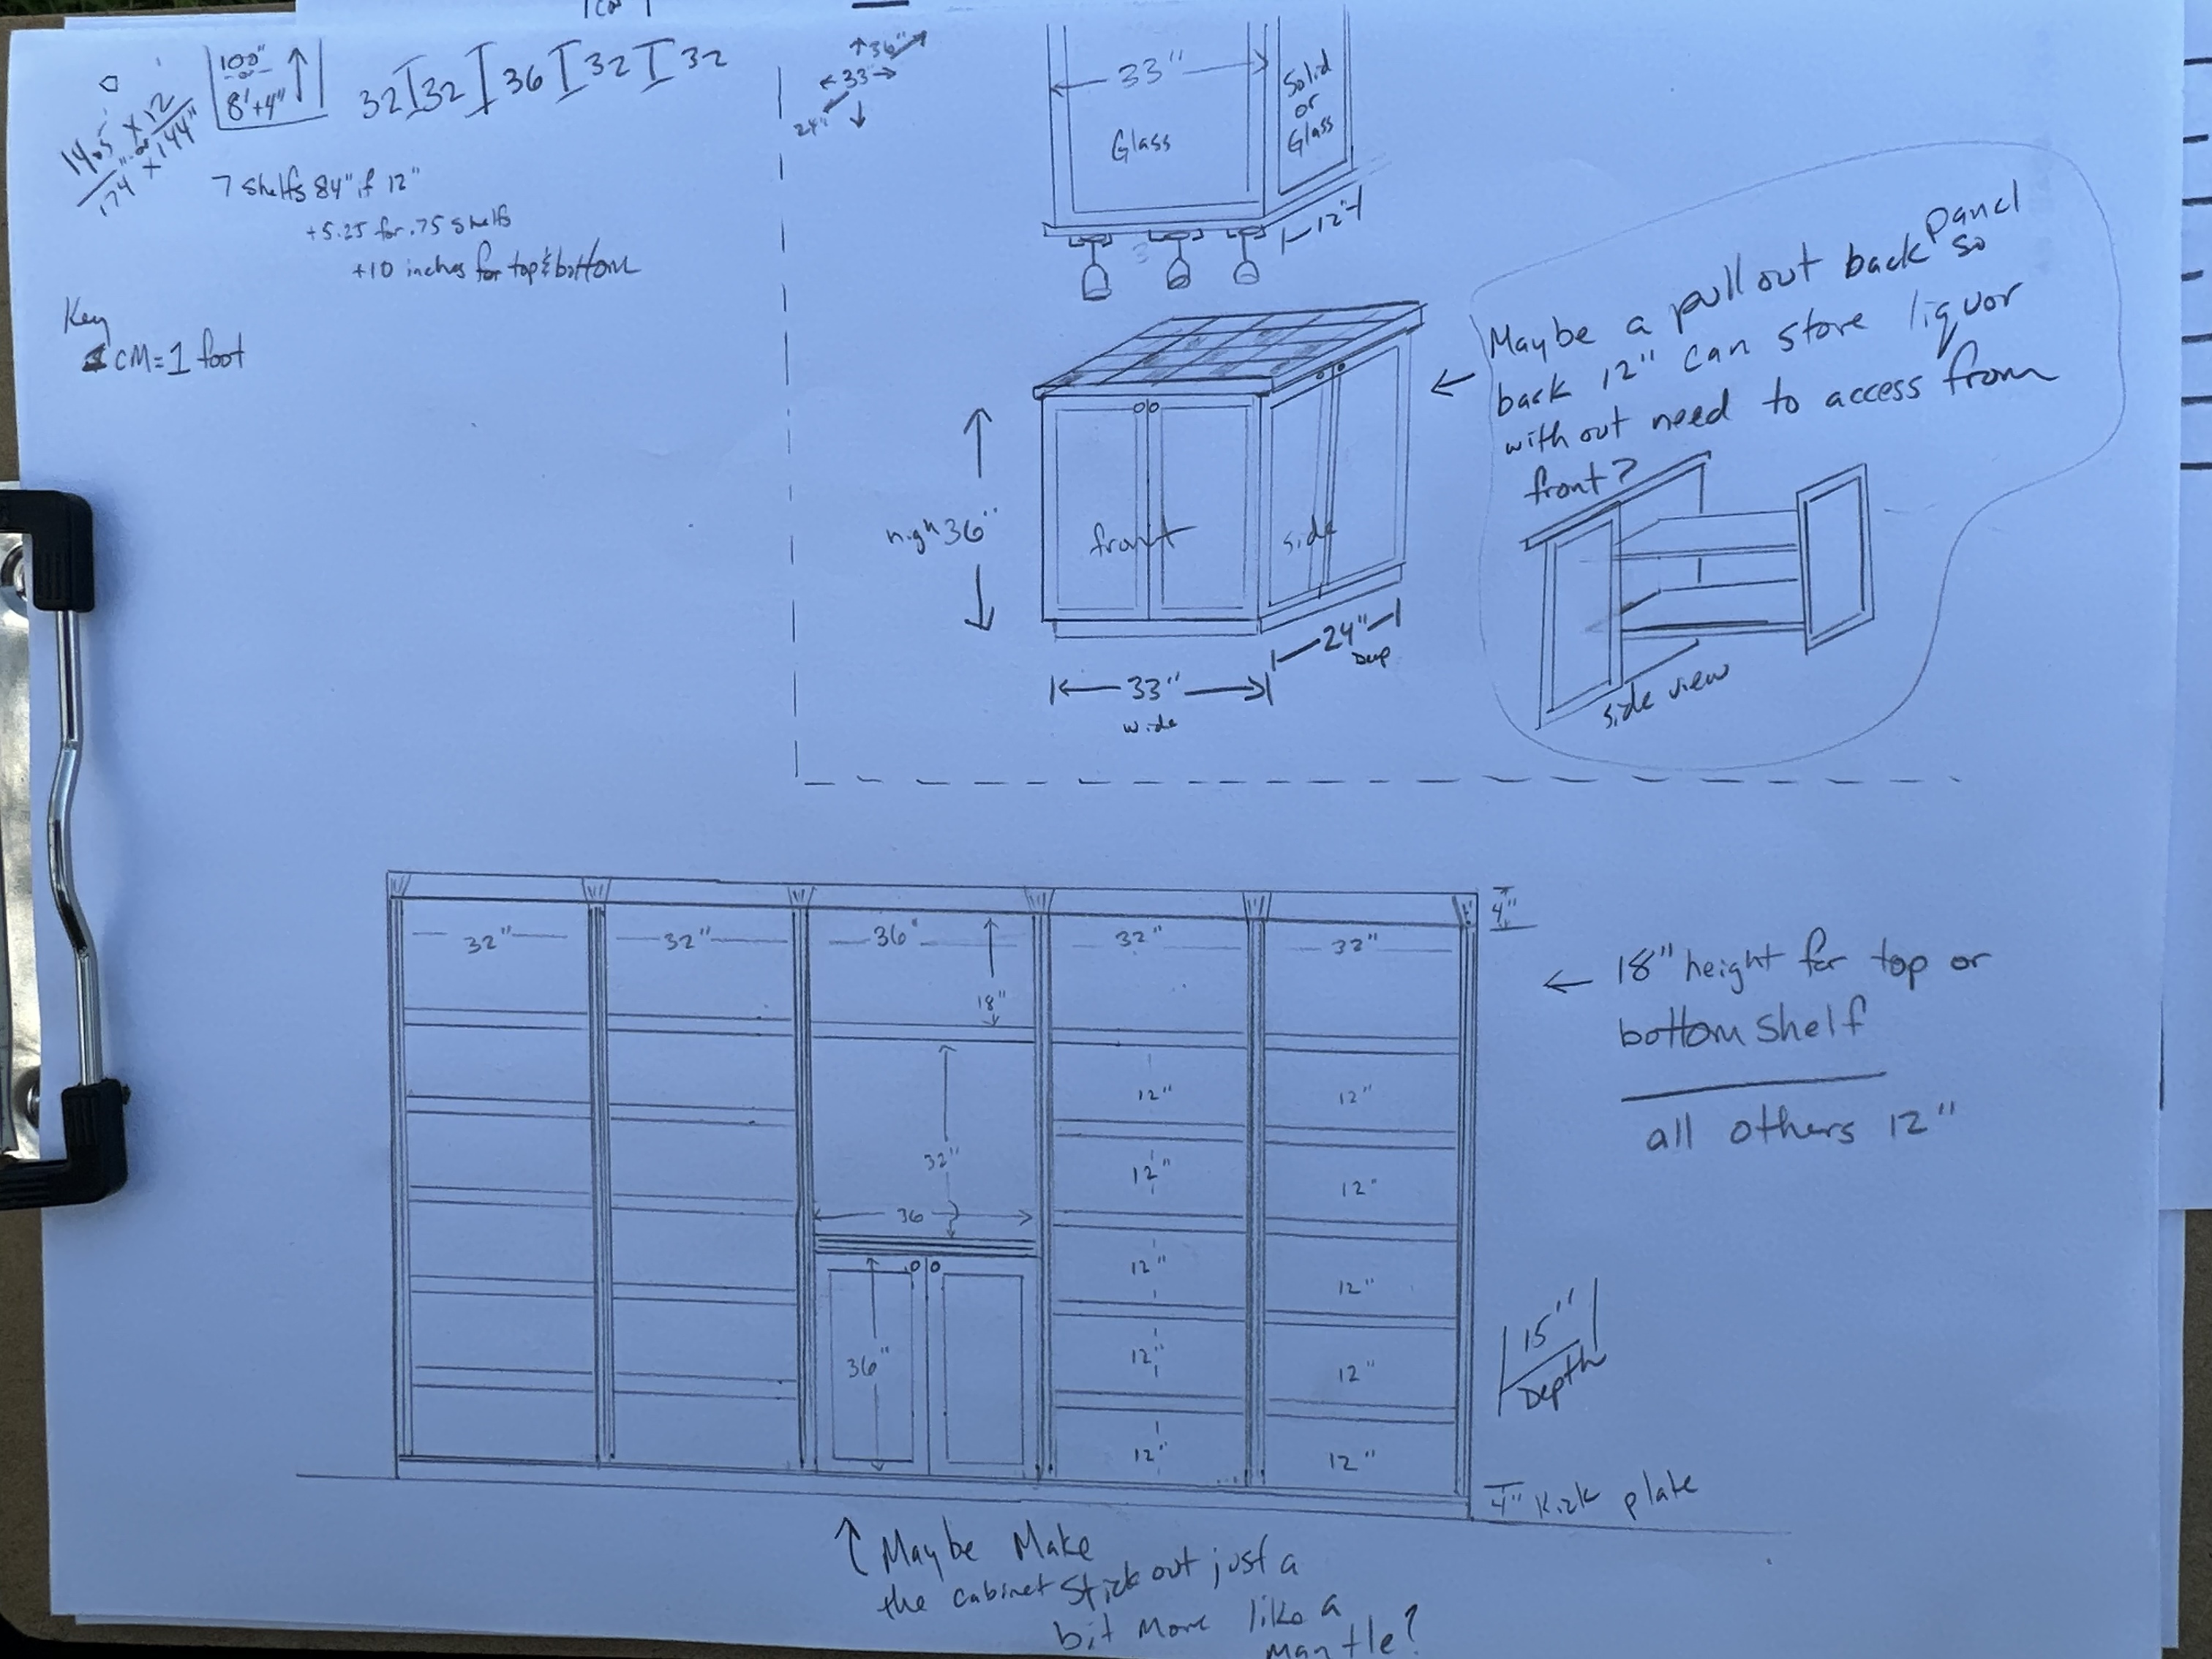 100"
or
8'+4"
14.5 x 12
or
174" x 144"
32 I 32 I 36 I 32 I 32
7 shelfs 84" if 12"
+5.25 for .75 shelfs
+10 inches for top & bottom
Key
1 cM=1 foot
36"
33"
24"
33"
Glass
Solid
or
Glass
12"
high 36"
front
side
24"
Deep
33"
wide
Maybe a pull out back panel so
back 12" can store liquor
with out need to access from
front?
side view
32"
32"
36"
32"
32"
4"
18"
18" height for top or
bottom shelf
all others 12"
12"
12"
32"
12"
12"
36
12"
12"
36"
12"
12"
15"
Depth
12"
12"
4" Kick plate
Maybe Make
the cabinet stick out just a
bit more like a
mantle?